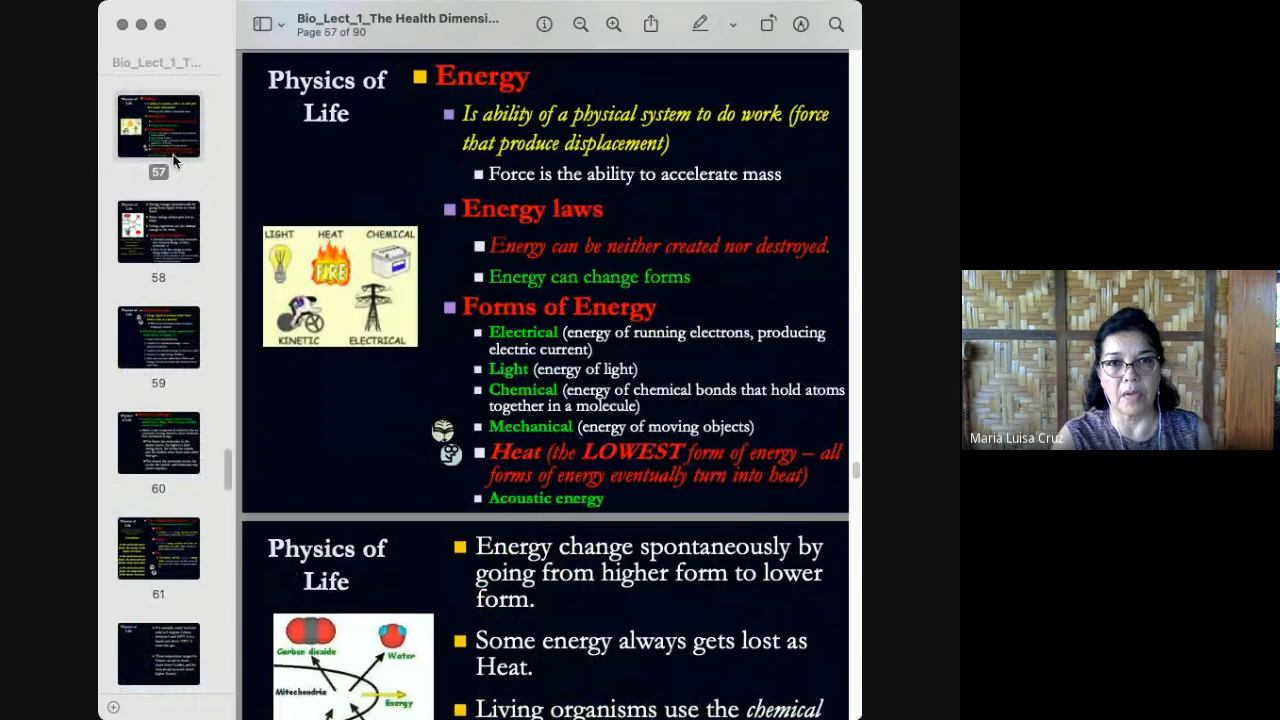 Bio_Lect_1_The Health Dimensi...
Page 57 of 90
Bio_Lect_1_T...
57
58
59
60
61
Physics of
Life
Energy
Is ability of a physical system to do work (force
that produce displacement)
Force is the ability to accelerate mass
Energy laws
Energy can be neither created nor destroyed.
Energy can change forms
Forms of Energy
Electrical (energy of running electrons, producing
electric current)
Light (energy of light)
Chemical (energy of chemical bonds that hold atoms
together in a molecule)
Mechanical (energy of moving objects)
Heat (the LOWEST form of energy – all
forms of energy eventually turn into heat)
Acoustic energy
LIGHT HEAT CHEMICAL
FIRE
KINETIC ELECTRICAL
Physics of
Life
Energy change spontaneously by
going from higher form to lower
form.
Some energy always gets lost as
Heat.
Living organisms use the chemical
Carbon dioxide
Water
Mitochondria
Energy
Maria Luisa Cruz